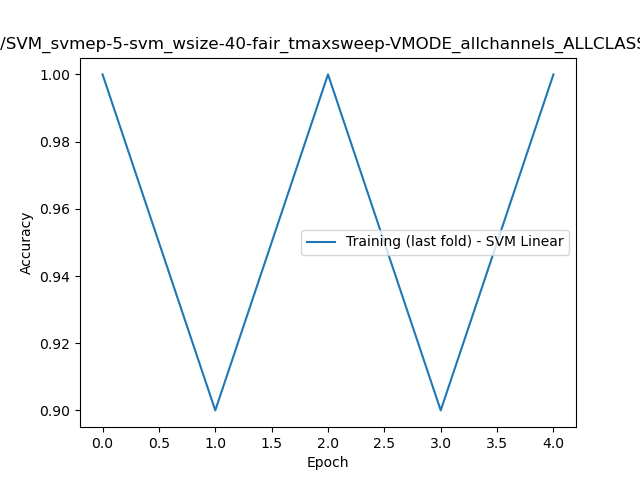 /SVM_svmep-5-svm_wsize-40-fair_tmaxsweep-VMODE_allchannels_ALLCLASS
1.00
0.98
0.96
0.94
0.92
0.90
Accuracy
Training (last fold) - SVM Linear
0.0 0.5 1.0 1.5 2.0 2.5 3.0 3.5 4.0
Epoch